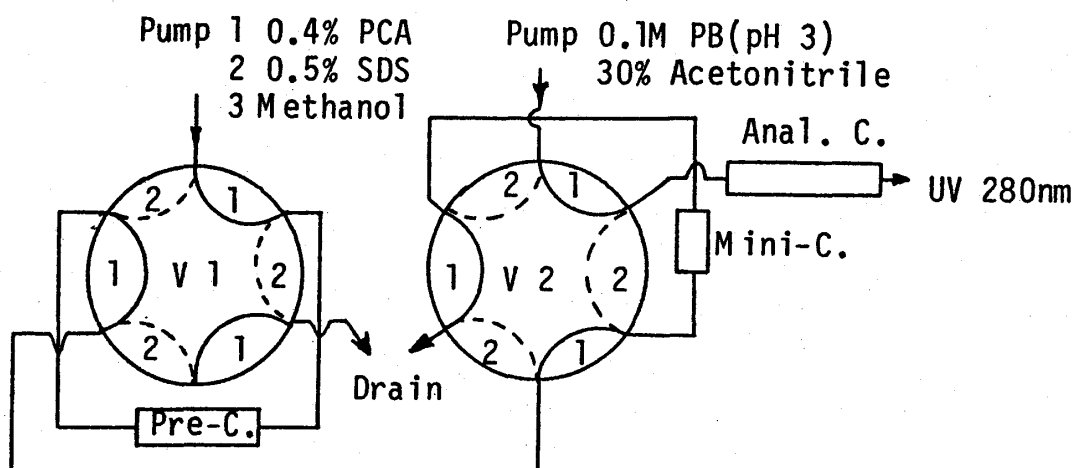 Pump 1 0.4% PCA
2 0.5% SDS
3 Methanol
Pump 0.1M PB(pH 3)
30% Acetonitrile
Anal. C.
UV 280nm
2 1
1 V 1 2
2 1
Pre-C.
Drain
2 1
1 V 2 2
2 1
Mini-C.